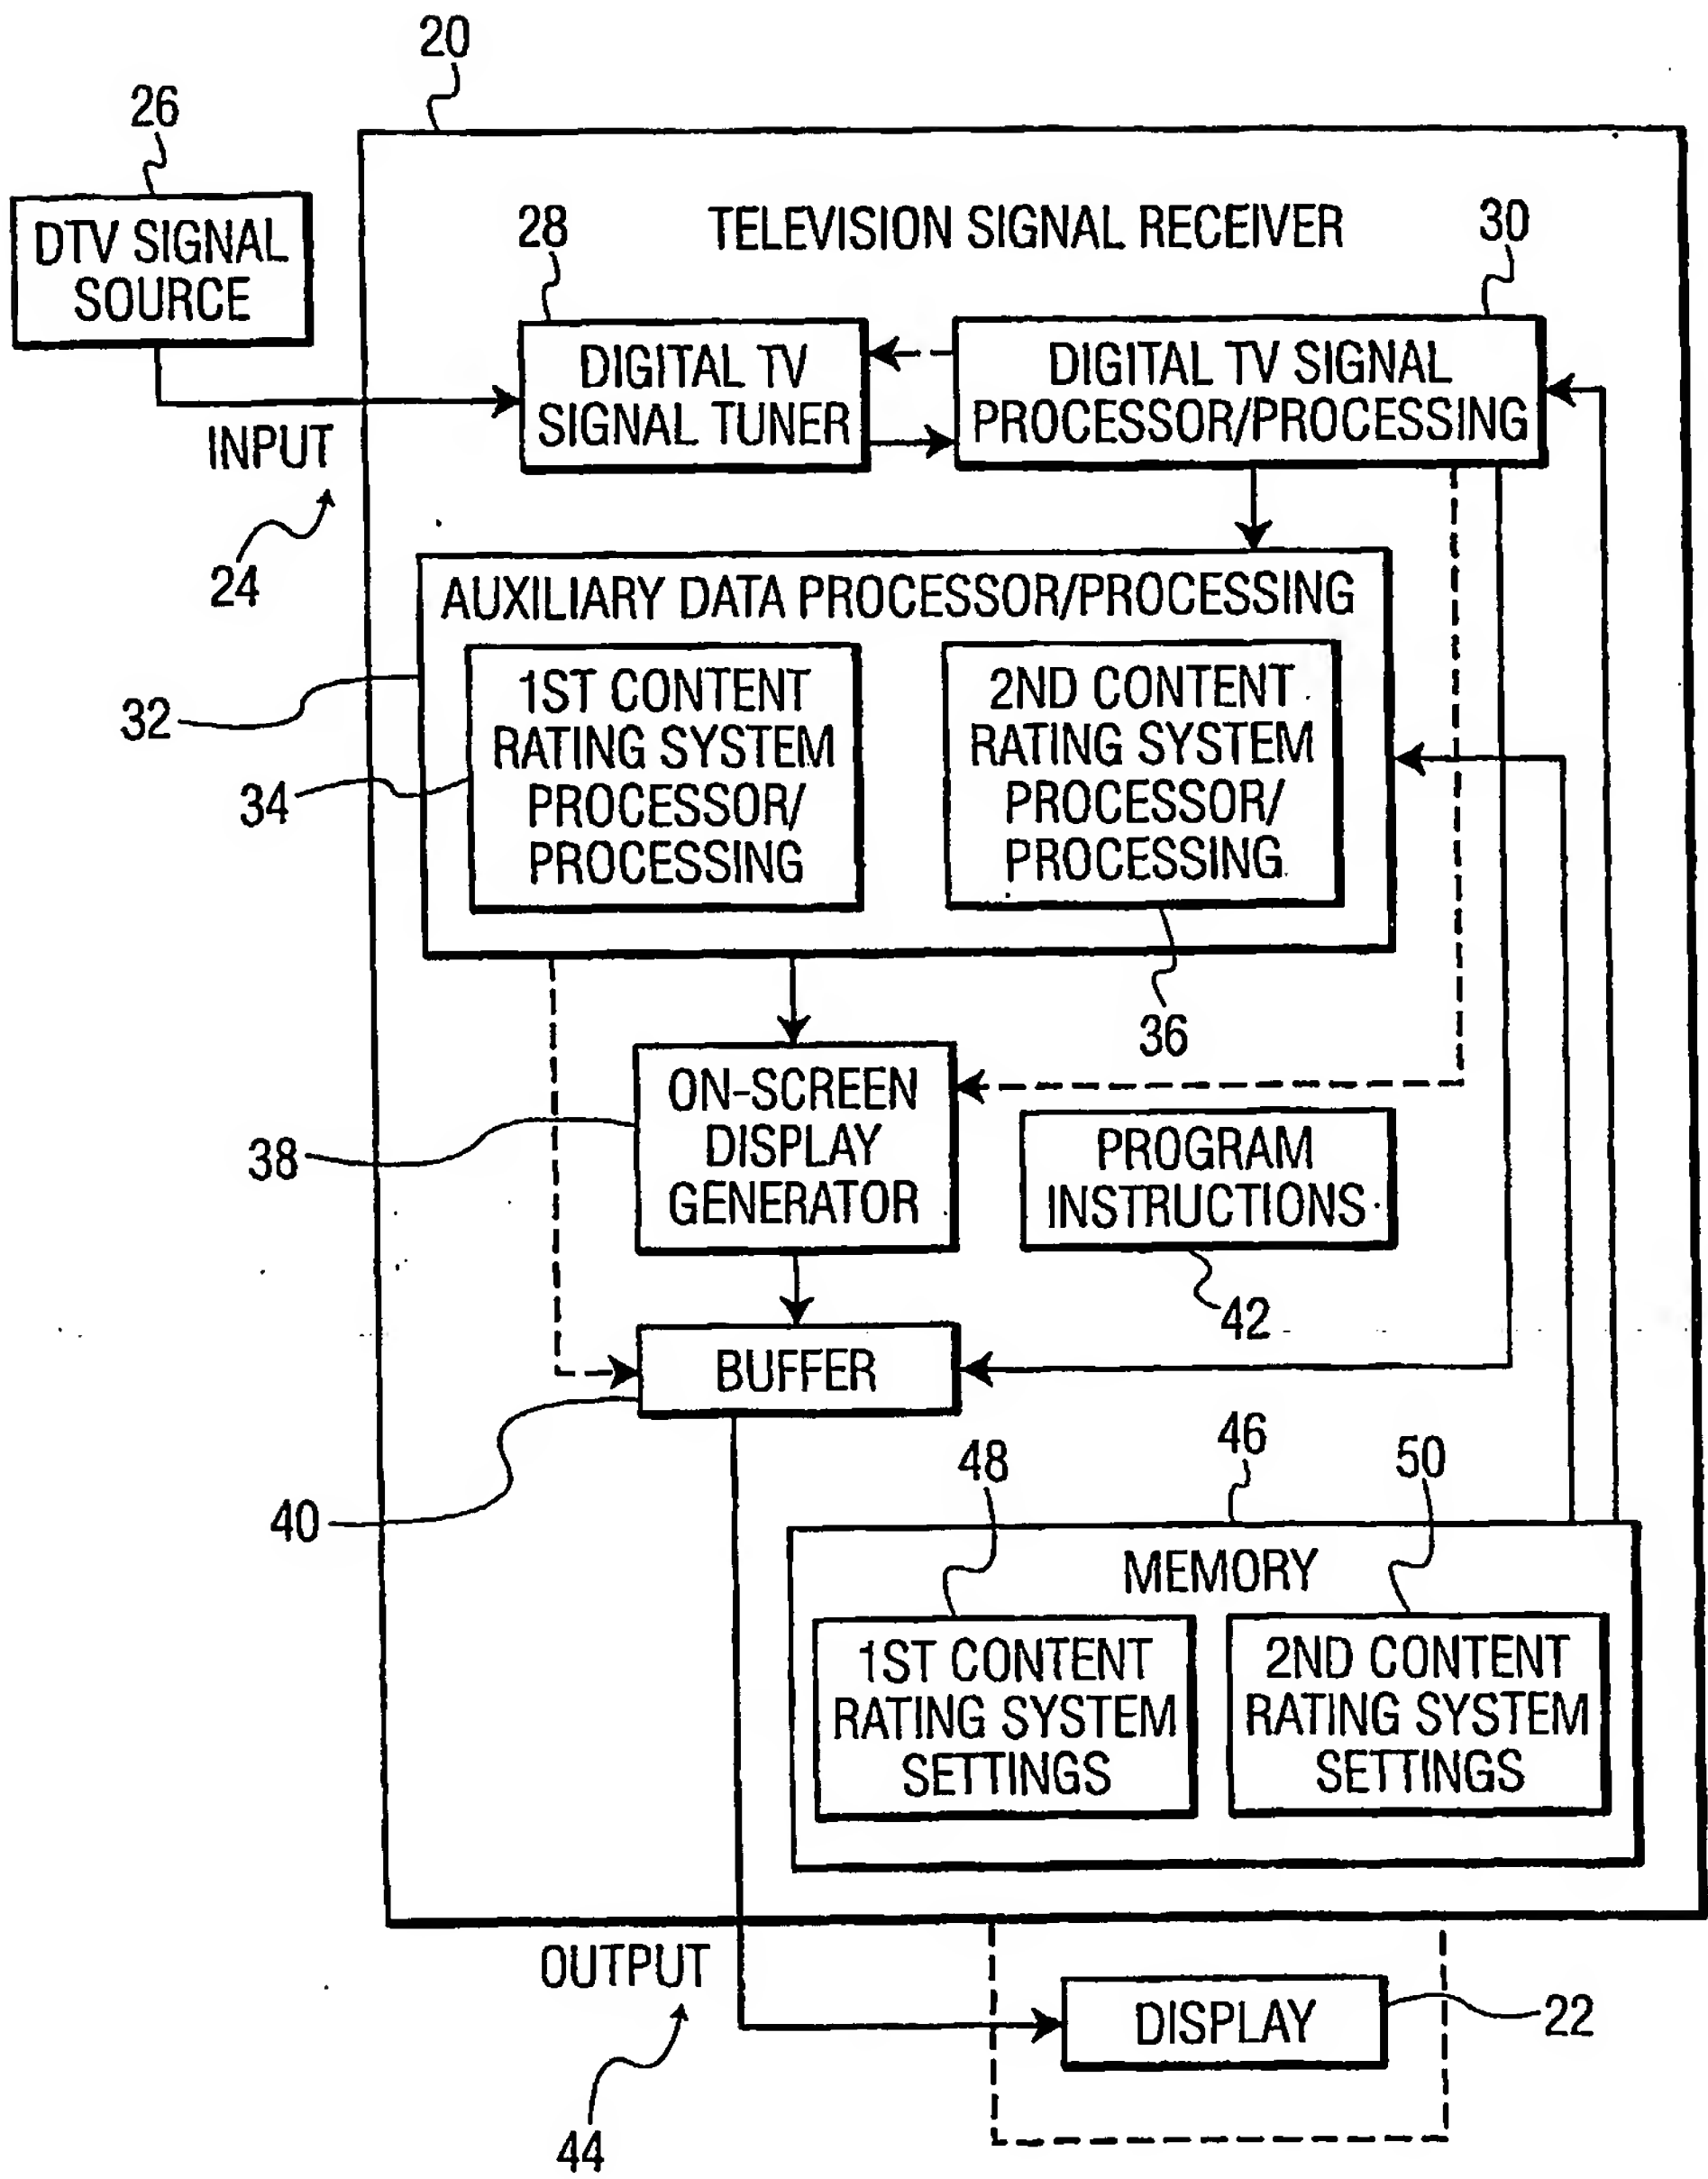 20
26
DTV SIGNAL
SOURCE
28
TELEVISION SIGNAL RECEIVER
30
DIGITAL TV
SIGNAL TUNER
DIGITAL TV SIGNAL
PROCESSOR/PROCESSING
INPUT
24
AUXILIARY DATA PROCESSOR/PROCESSING
32
1ST CONTENT
RATING SYSTEM
PROCESSOR/
PROCESSING
34
2ND CONTENT
RATING SYSTEM
PROCESSOR/
PROCESSING
36
ON-SCREEN
DISPLAY
GENERATOR
38
PROGRAM
INSTRUCTIONS
42
BUFFER
40
48
46
50
MEMORY
1ST CONTENT
RATING SYSTEM
SETTINGS
2ND CONTENT
RATING SYSTEM
SETTINGS
OUTPUT
44
DISPLAY
22